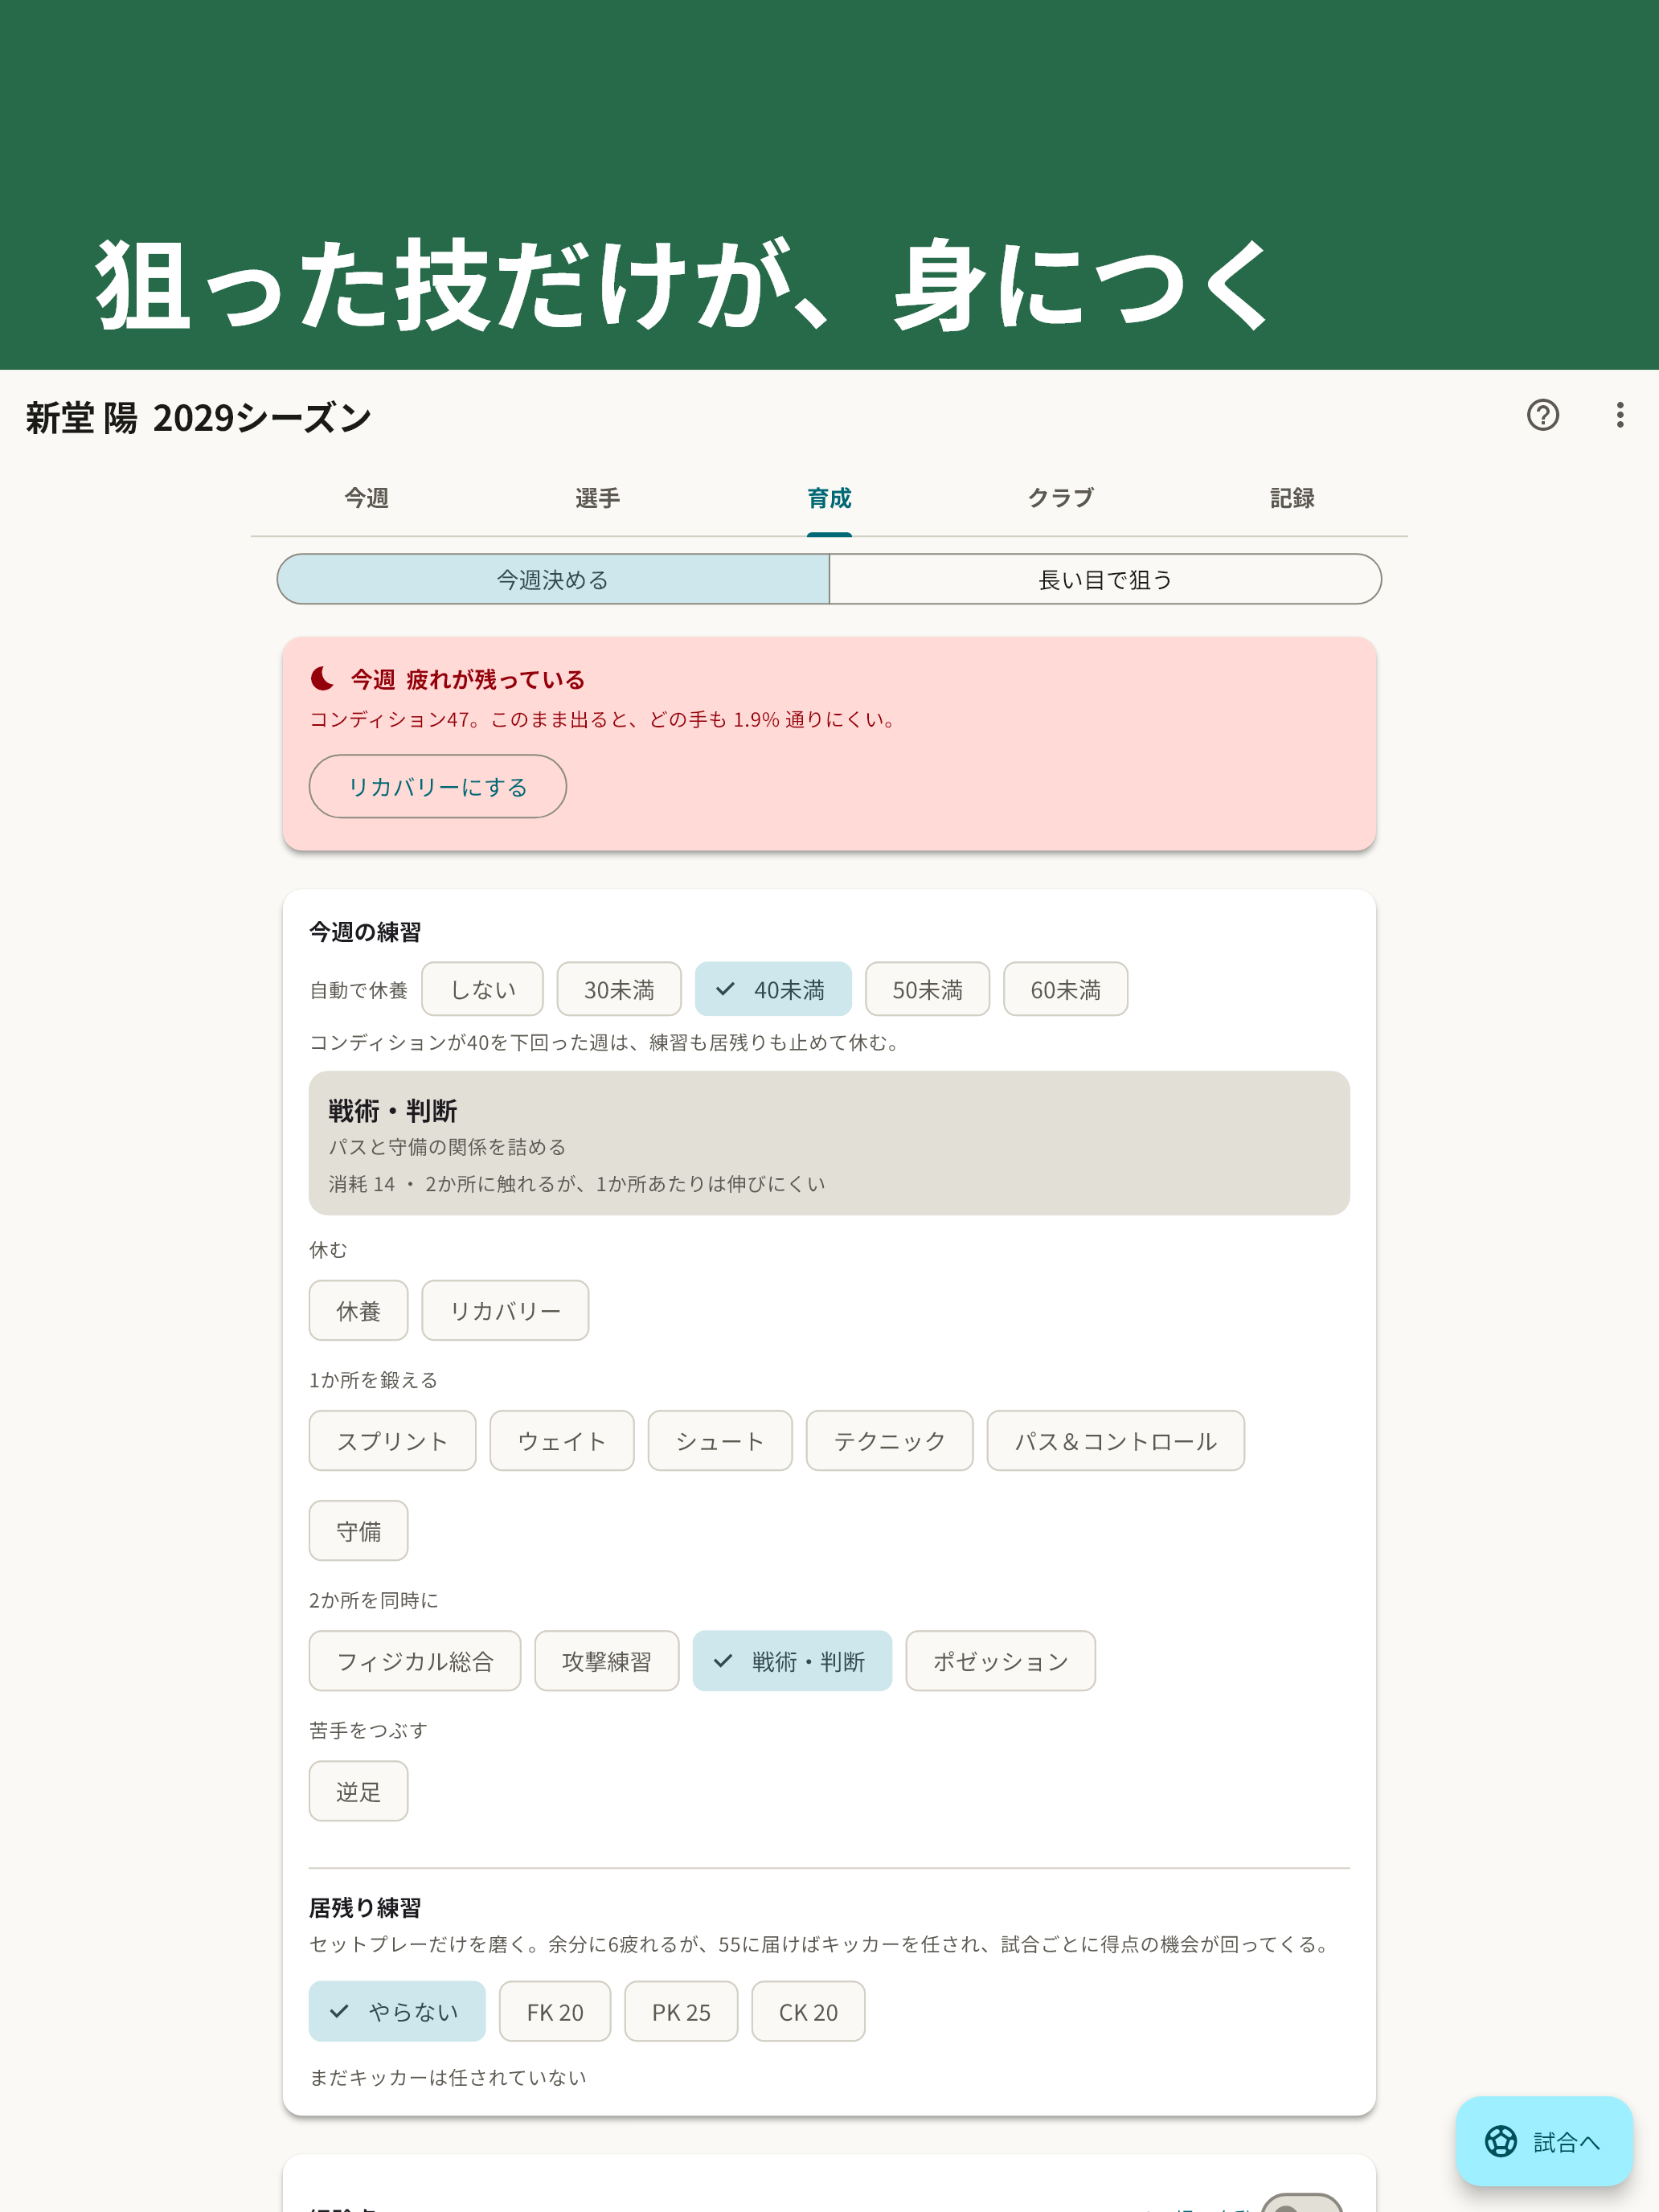 狙った技だけが、身につく
新堂 陽 2029シーズン
今週 選手 育成 クラブ 記録
今週決める 長い目で狙う
今週 疲れが残っている
コンディション47。このまま出ると、どの手も 1.9% 通りにくい。
リカバリーにする
今週の練習
自動で休養 しない 30未満 40未満 50未満 60未満
コンディションが40を下回った週は、練習も居残りも止めて休む。
戦術・判断
パスと守備の関係を詰める
消耗 14 ・ 2か所に触れるが、1か所あたりは伸びにくい
休む
休養 リカバリー
1か所を鍛える
スプリント ウェイト シュート テクニック パス＆コントロール
守備
2か所を同時に
フィジカル総合 攻撃練習 戦術・判断 ポゼッション
苦手をつぶす
逆足
居残り練習
セットプレーだけを磨く。余分に6疲れるが、55に届けばキッカーを任され、試合ごとに得点の機会が回ってくる。
やらない FK 20 PK 25 CK 20
まだキッカーは任されていない
試合へ